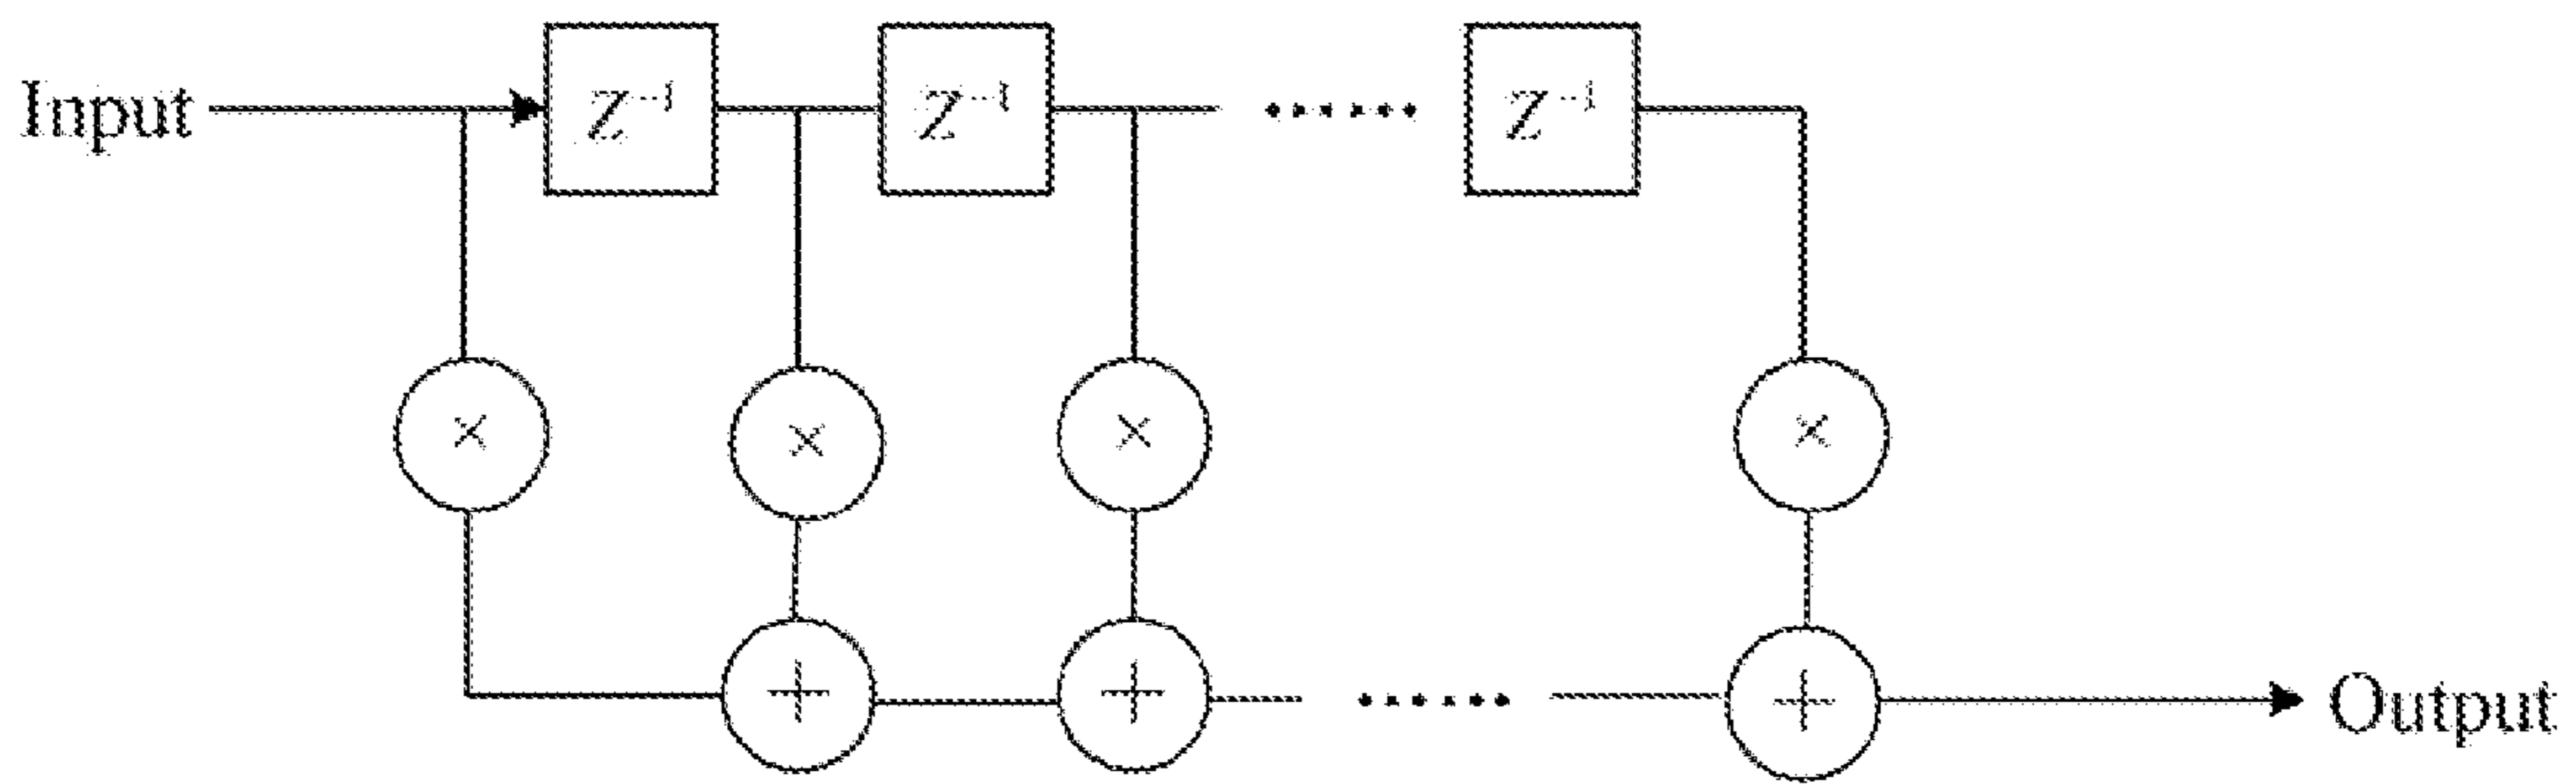 Input
Z⁻¹
Z⁻¹
......
Z⁻¹
×
×
×
×
+
+
......
+
Output